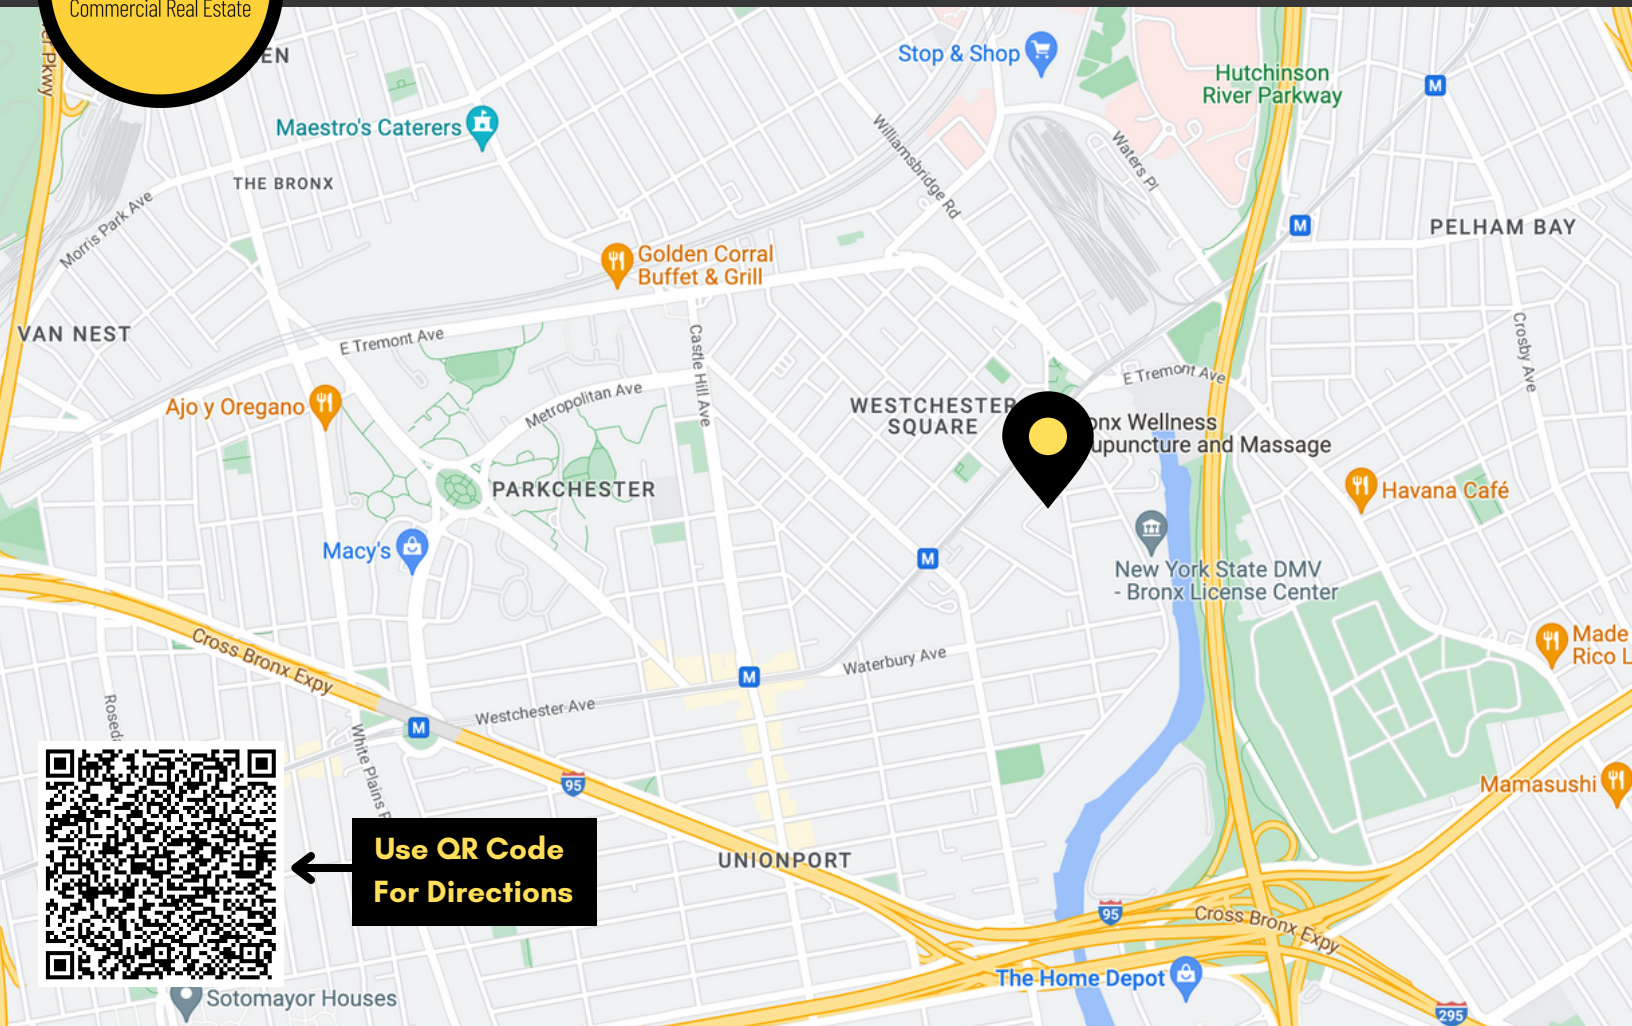 Commercial Real Estate
EN
Stop & Shop
Hutchinson
River Parkway
Maestro's Caterers
Williamsbridge Rd
Waters Pl
THE BRONX
Morris Park Ave
PELHAM BAY
Golden Corral
Buffet & Grill
VAN NEST
E Tremont Ave
Castle Hill Ave
Crosby Ave
E Tremont Ave
Metropolitan Ave
Ajo y Oregano
WESTCHESTER
SQUARE
onx Wellness
upuncture and Massage
PARKCHESTER
Havana Café
Macy's
New York State DMV
- Bronx License Center
Cross Bronx Expy
Made
Rico L
Waterbury Ave
Westchester Ave
Roseda
White Plains R
95
Mamasushi
Use QR Code
For Directions
UNIONPORT
95
Cross Bronx Expy
The Home Depot
Sotomayor Houses
295
M
M
M
M
M